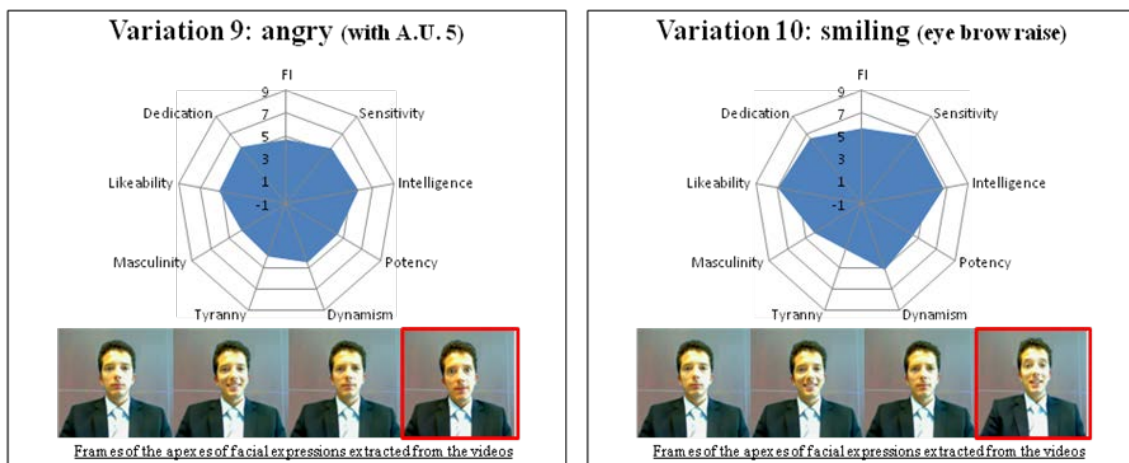 Variation 9: angry (with A.U. 5)
FI
9
7
5
3
1
-1
Sensitivity
Intelligence
Potency
Dynamism
Tyranny
Masculinity
Likeability
Dedication
Frames of the apexes of facial expressions extracted from the videos
Variation 10: smiling (eye brow raise)
FI
9
7
5
3
1
-1
Sensitivity
Intelligence
Potency
Dynamism
Tyranny
Masculinity
Likeability
Dedication
Frames of the apexes of facial expressions extracted from the videos